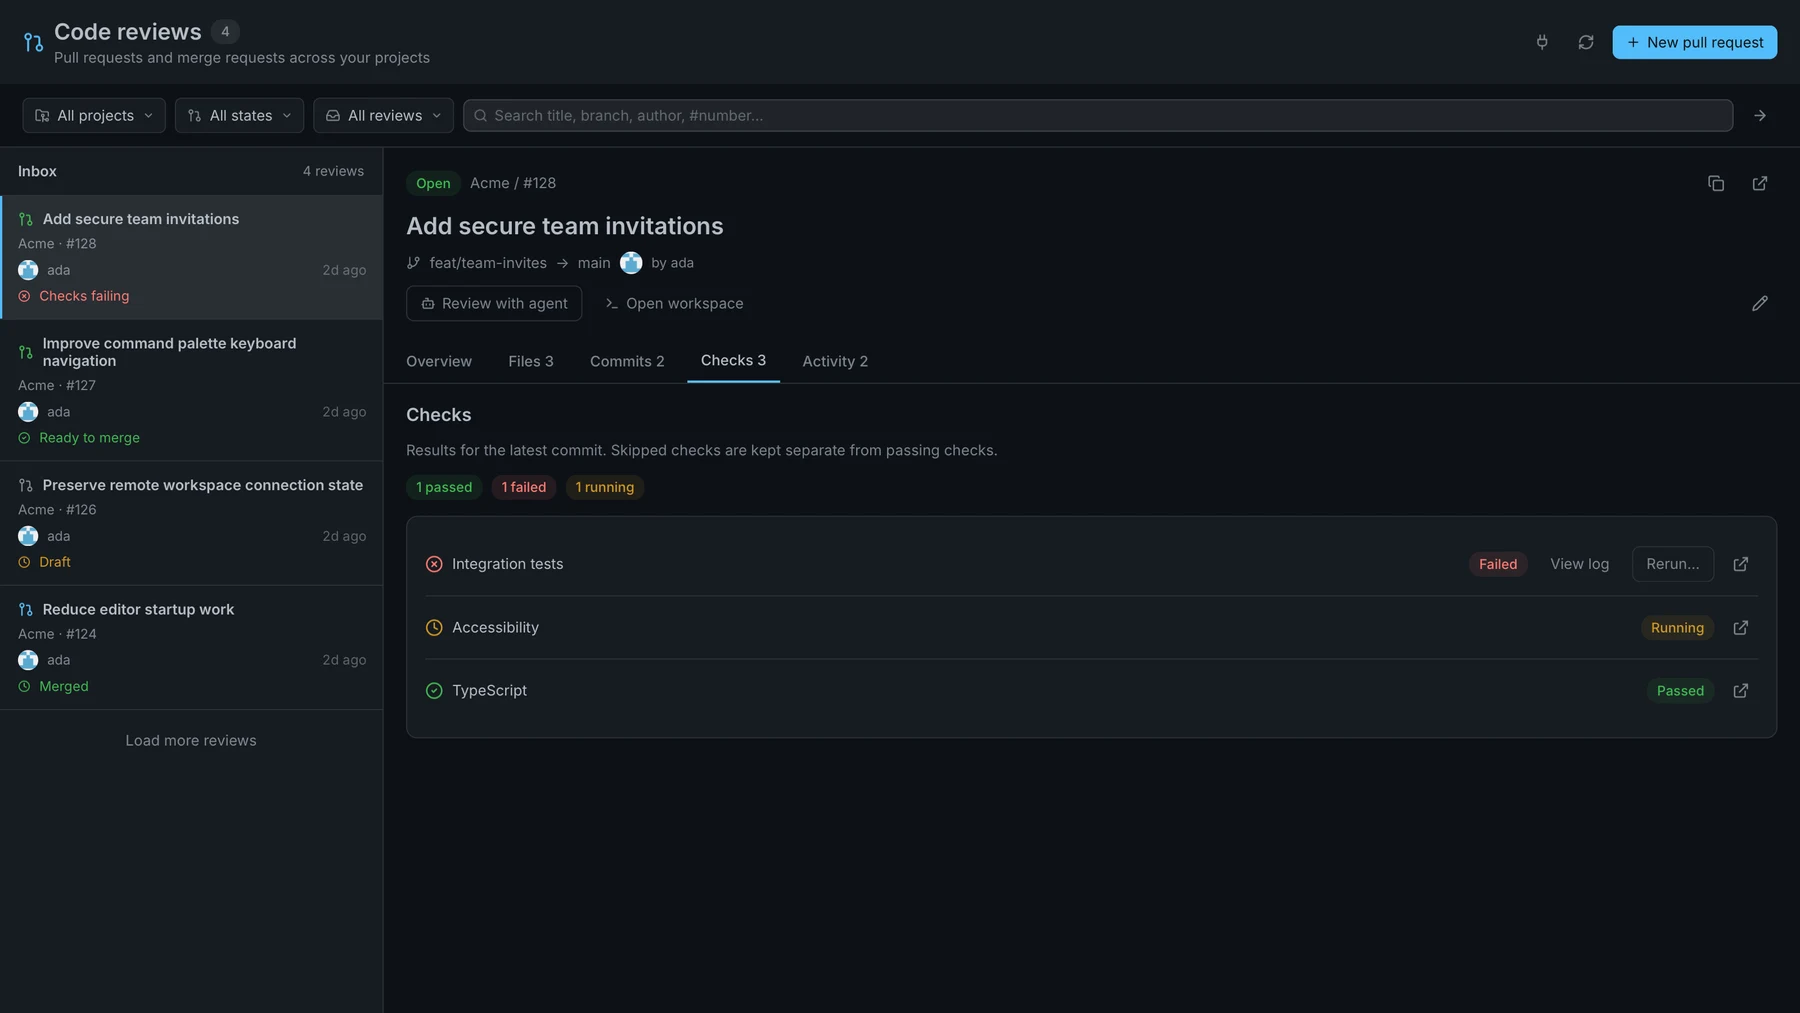 Code reviews 4
Pull requests and merge requests across your projects
New pull request
All projects
All states
All reviews
Search title, branch, author, #number...
Inbox
4 reviews
Add secure team invitations
Acme · #128
ada
2d ago
Checks failing
Improve command palette keyboard
navigation
Acme · #127
ada
2d ago
Ready to merge
Preserve remote workspace connection state
Acme · #126
ada
2d ago
Draft
Reduce editor startup work
Acme · #124
ada
2d ago
Merged
Load more reviews
Open Acme / #128
Add secure team invitations
feat/team-invites → main by ada
Review with agent
Open workspace
Overview
Files 3
Commits 2
Checks 3
Activity 2
Checks
Results for the latest commit. Skipped checks are kept separate from passing checks.
1 passed
1 failed
1 running
Integration tests
Failed
View log
Rerun...
Accessibility
Running
TypeScript
Passed